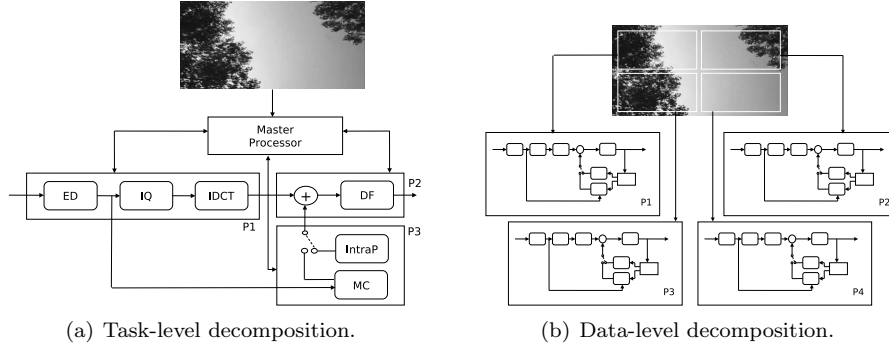 Master
Processor
ED
IQ
IDCT
P1
+
DF
P2
P3
IntraP
MC
(a) Task-level decomposition.
P1
P2
P3
P4
(b) Data-level decomposition.